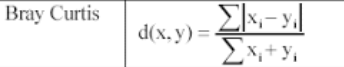 Bray Curtis
d(x, y) = ∑|xᵢ − yᵢ| / ∑xᵢ + yᵢ